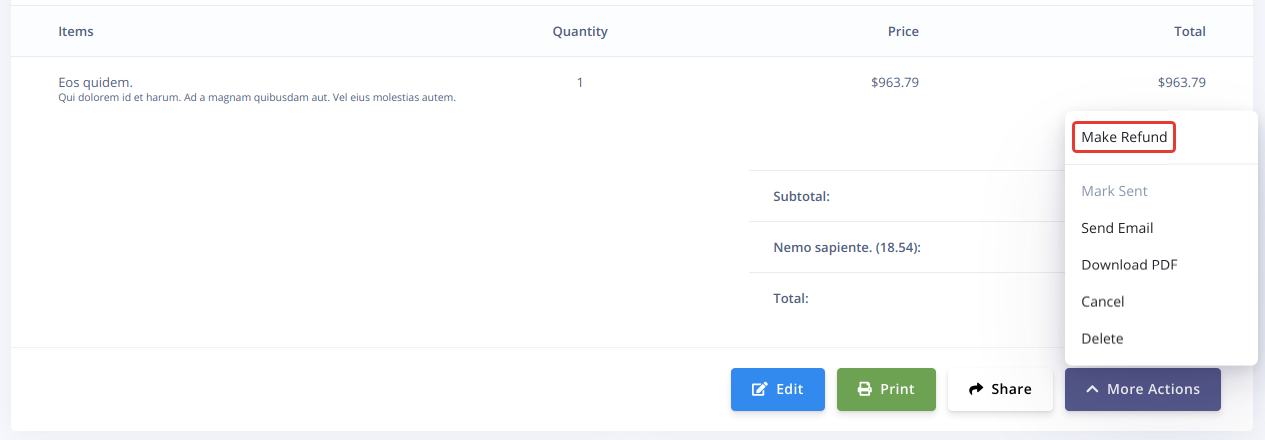 Items Quantity Price Total
Eos quidem. 1 $963.79 $963.79
Qui dolorem id et harum. Ad a magnam quibusdam aut. Vel eius molestias autem.
Make Refund
Mark Sent
Subtotal:
Send Email
Nemo sapiente. (18.54):
Download PDF
Total:
Cancel
Delete
Edit Print Share More Actions